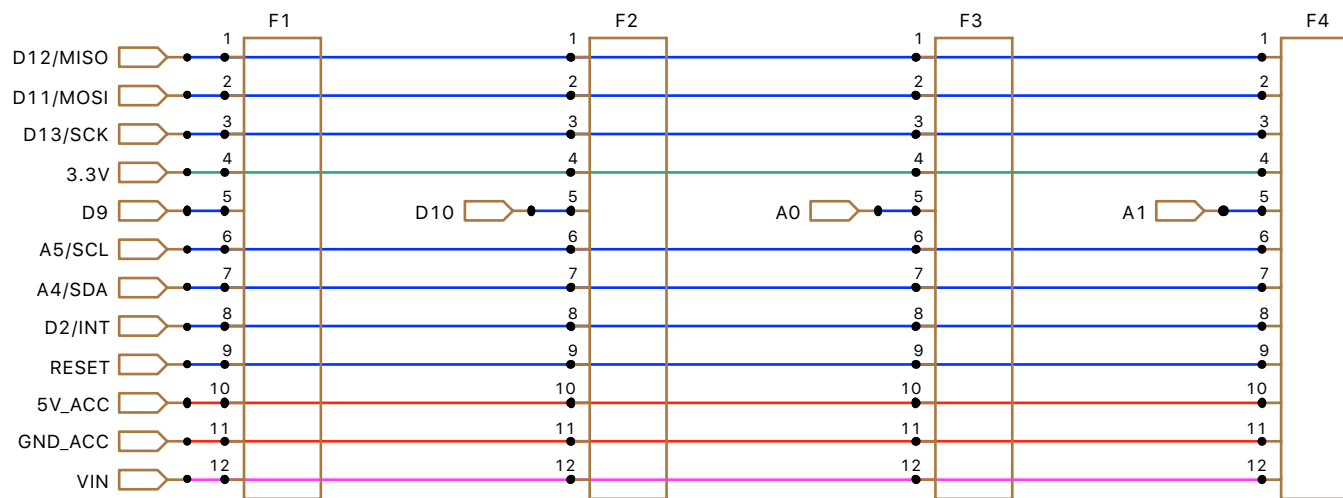 F1 F2 F3 F4
D12/MISO 1 1 1 1
D11/MOSI 2 2 2 2
D13/SCK 3 3 3 3
3.3V 4 4 4 4
D9 5 D10 5 A0 5 A1 5
A5/SCL 6 6 6 6
A4/SDA 7 7 7 7
D2/INT 8 8 8 8
RESET 9 9 9 9
5V_ACC 10 10 10 10
GND_ACC 11 11 11 11
VIN 12 12 12 12